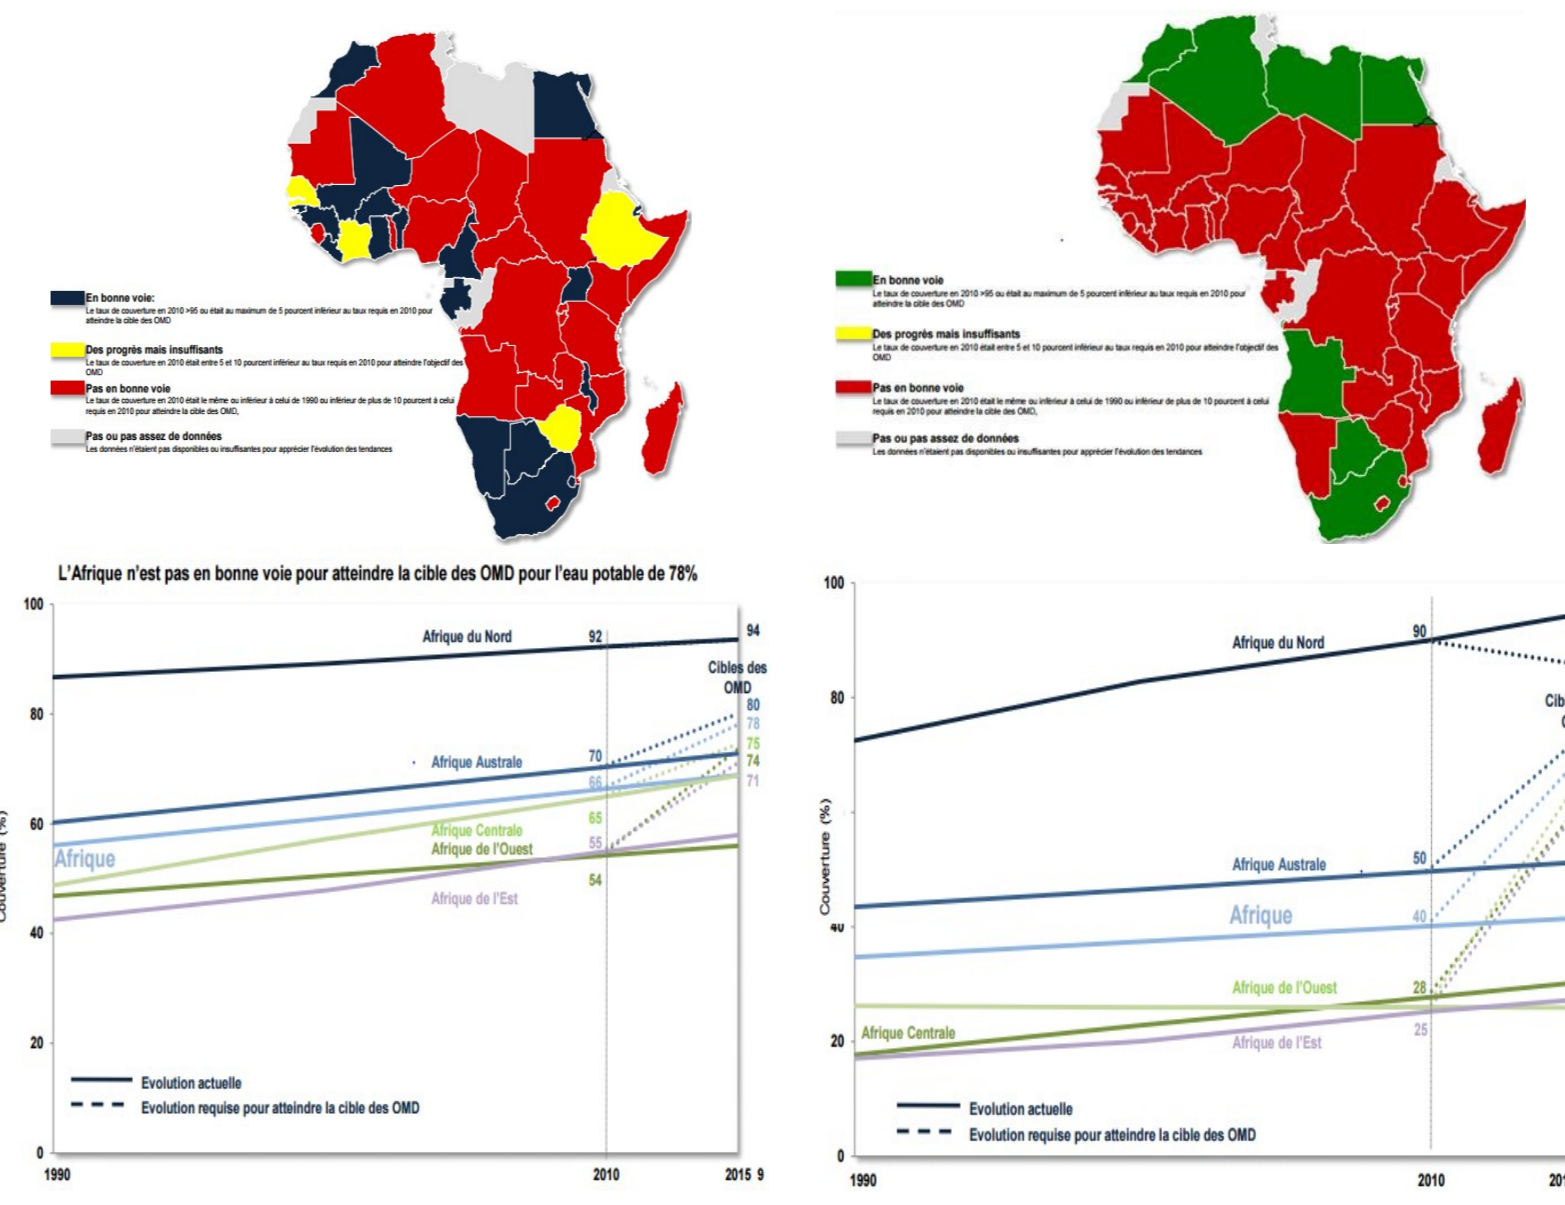 En bonne voie:
Le taux de couverture en 2010 >95 ou était au maximum de 5 pourcent inférieur au taux requis en 2010 pour
atteindre la cible des OMD
Des progrès mais insuffisants
Le taux de couverture en 2010 était entre 5 et 10 pourcent inférieur au taux requis en 2010 pour atteindre l'objectif des
OMD
Pas en bonne voie
Le taux de couverture en 2010 était le même ou inférieur à celui de 1990 ou inférieur de plus de 10 pourcent à celui
requis en 2010 pour atteindre la cible des OMD,
Pas ou pas assez de données
Les données n'étaient pas disponibles ou insuffisantes pour apprécier l'évolution des tendances
En bonne voie
Le taux de couverture en 2010 >95 ou était au maximum de 5 pourcent inférieur au taux requis en 2010 pour
atteindre la cible des OMD
Des progrès mais insuffisants
Le taux de couverture en 2010 était entre 5 et 10 pourcent inférieur au taux requis en 2010 pour atteindre l'objectif des
OMD
Pas en bonne voie
Le taux de couverture en 2010 était le même ou inférieur à celui de 1990 ou inférieur de plus de 10 pourcent à celui
requis en 2010 pour atteindre la cible des OMD,
Pas ou pas assez de données
Les données n'étaient pas disponibles ou insuffisantes pour apprécier l'évolution des tendances
L'Afrique n'est pas en bonne voie pour atteindre la cible des OMD pour l'eau potable de 78%
100
Afrique du Nord
92
94
Cibles des
OMD
80
80
78
75
74
71
Afrique Australe
70
66
60
65
Afrique Centrale
Afrique
Afrique de l'Ouest
55
54
Afrique de l'Est
Couverture (%)
40
20
Evolution actuelle
Evolution requise pour atteindre la cible des OMD
0
1990
2010
2015 9
100
Afrique du Nord
90
80
Cib
Couverture (%)
Afrique Australe
50
Afrique
40
40
Afrique de l'Ouest
28
Afrique Centrale
20
25
Afrique de l'Est
Evolution actuelle
Evolution requise pour atteindre la cible des OMD
0
1990
2010
201